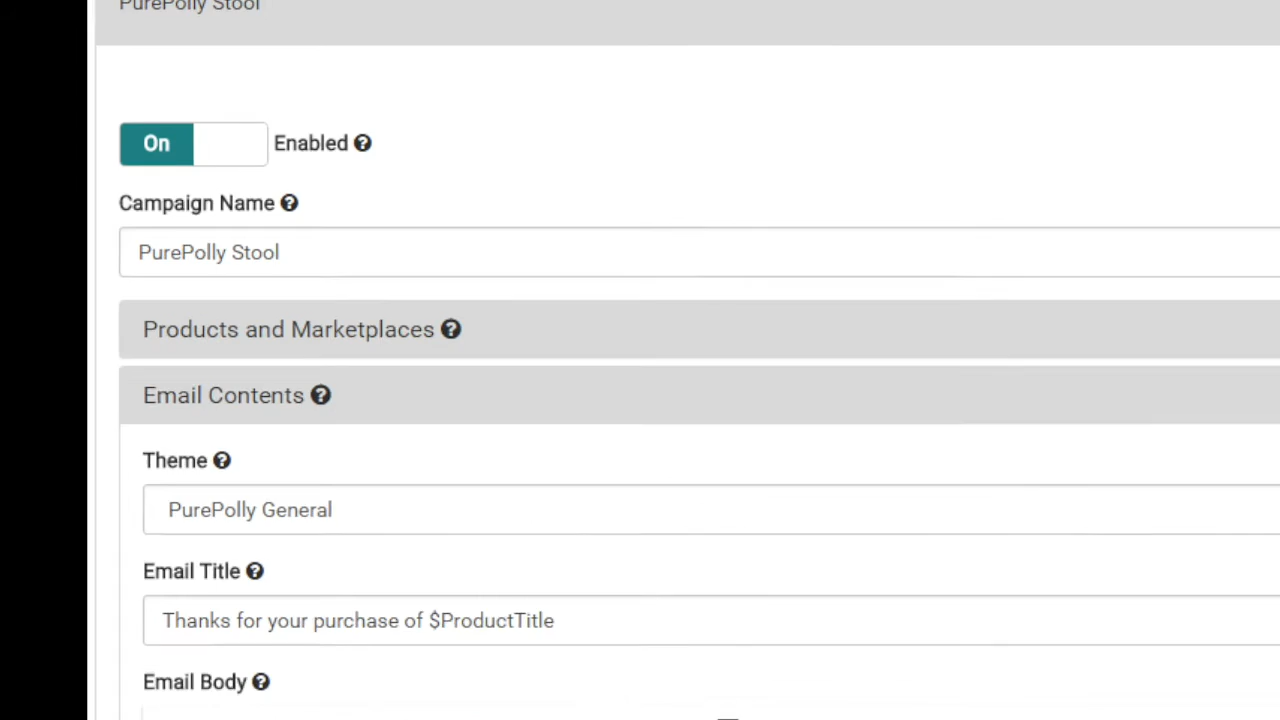 PurePolly Stool
On Enabled
Campaign Name
PurePolly Stool
Products and Marketplaces
Email Contents
Theme
PurePolly General
Email Title
Thanks for your purchase of $ProductTitle
Email Body